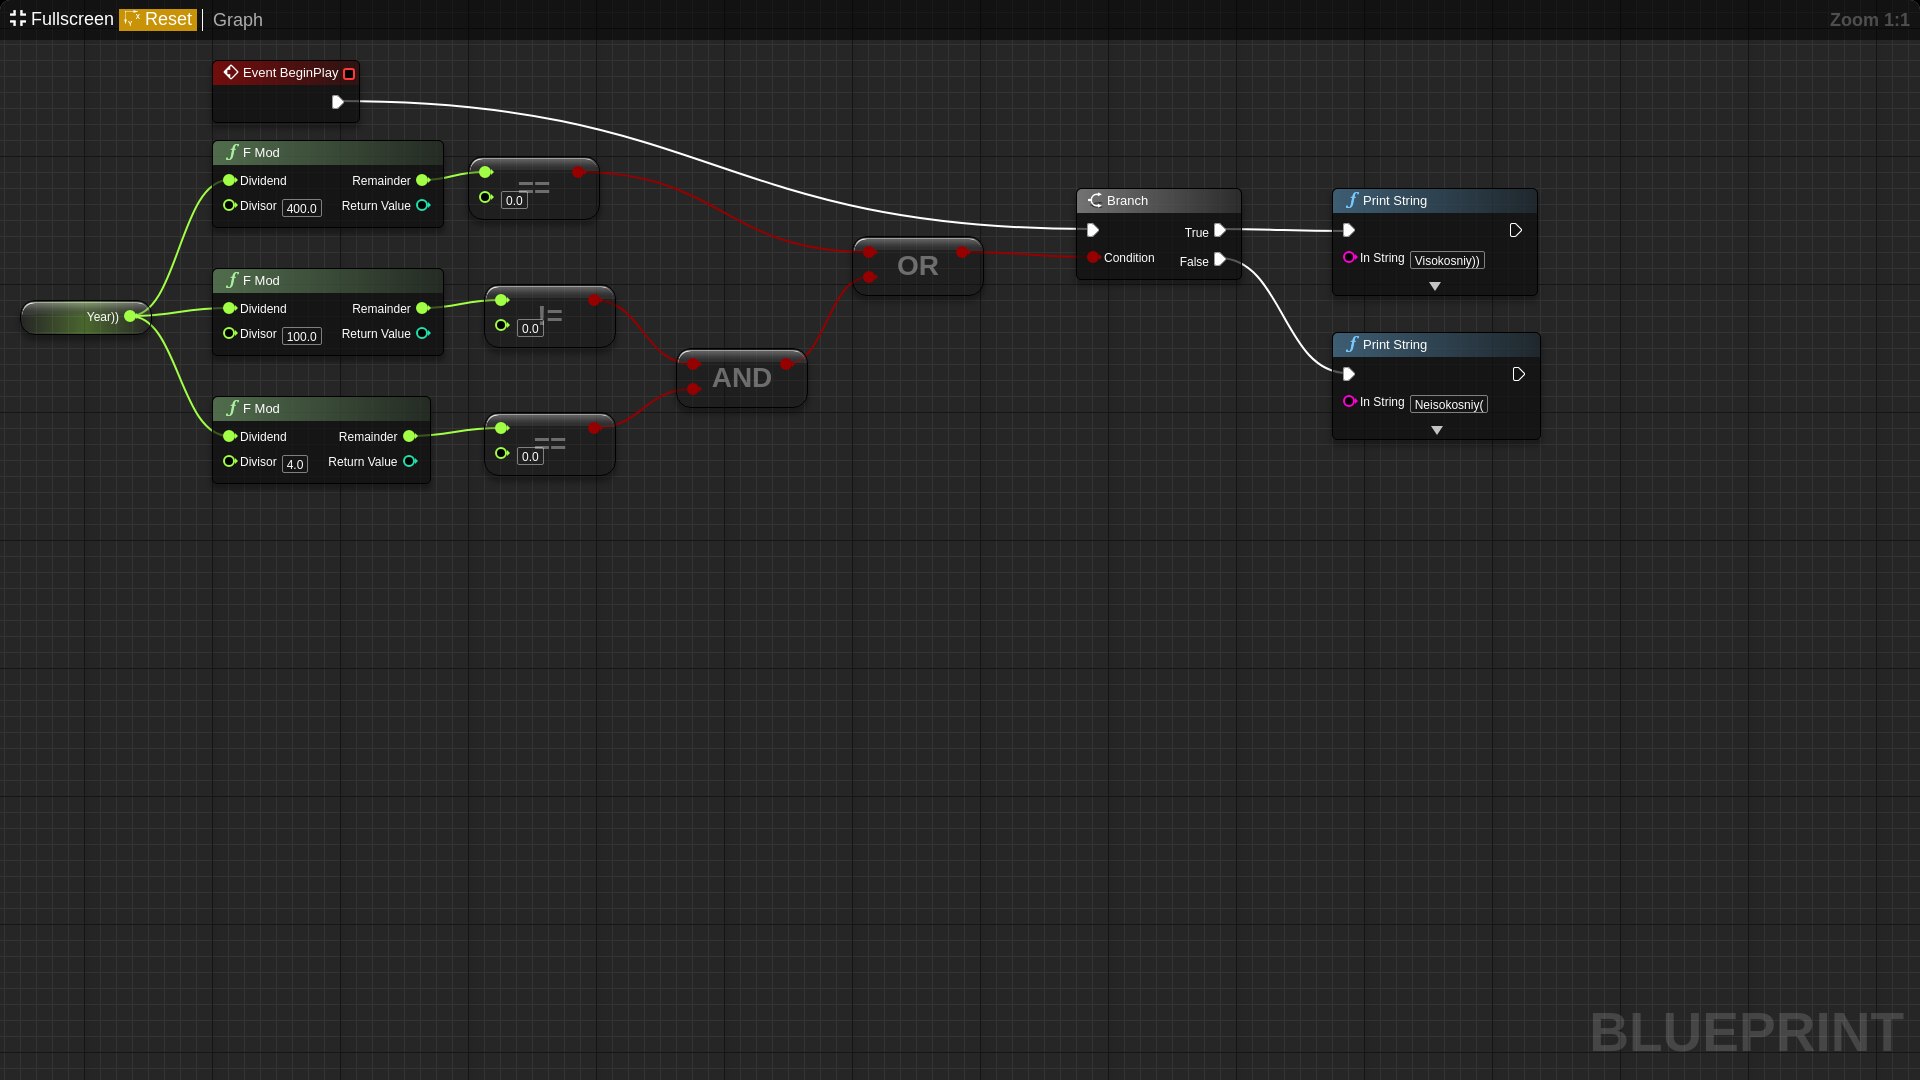 Fullscreen Reset Graph Zoom 1:1
Event BeginPlay
F Mod
Dividend Remainder
Divisor 400.0 Return Value
==
0.0
F Mod
Dividend Remainder
Divisor 100.0 Return Value
!=
0.0
Year))
F Mod
Dividend Remainder
Divisor 4.0 Return Value
==
0.0
AND
OR
Branch
True
Condition
False
Print String
In String Visokosniy))
Print String
In String Neisokosniy(
BLUEPRINT